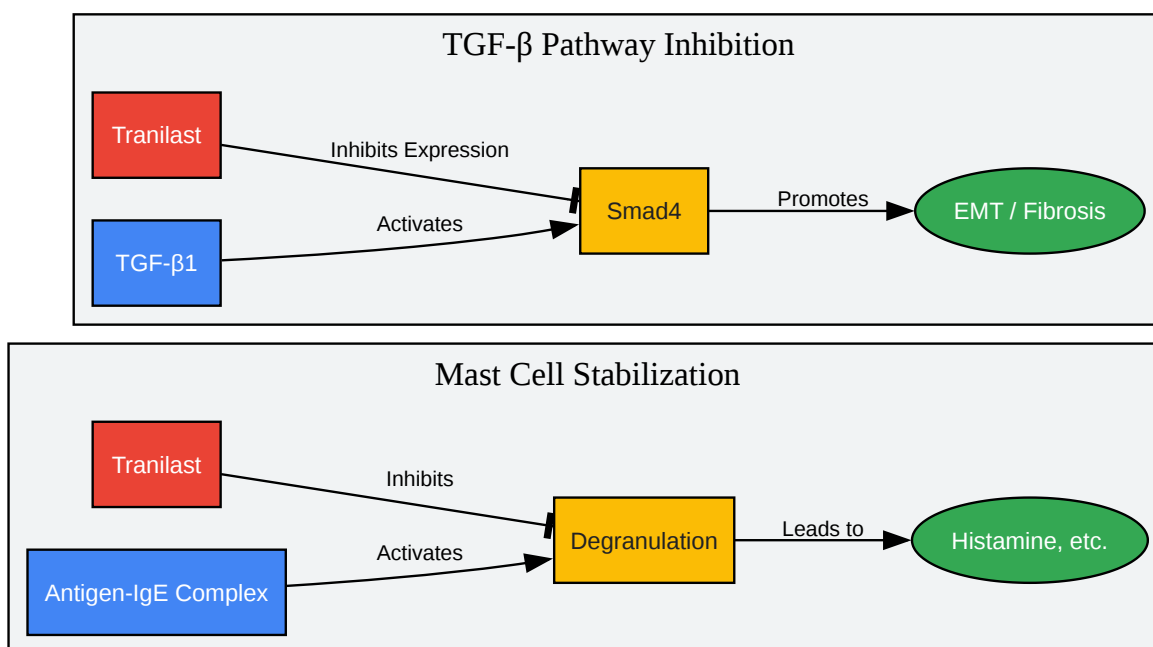 TGF-β Pathway Inhibition
Tranilast
Inhibits Expression
Smad4
Promotes
EMT / Fibrosis
Activates
TGF-β1
Mast Cell Stabilization
Tranilast
Inhibits
Degranulation
Leads to
Histamine, etc.
Activates
Antigen-IgE Complex